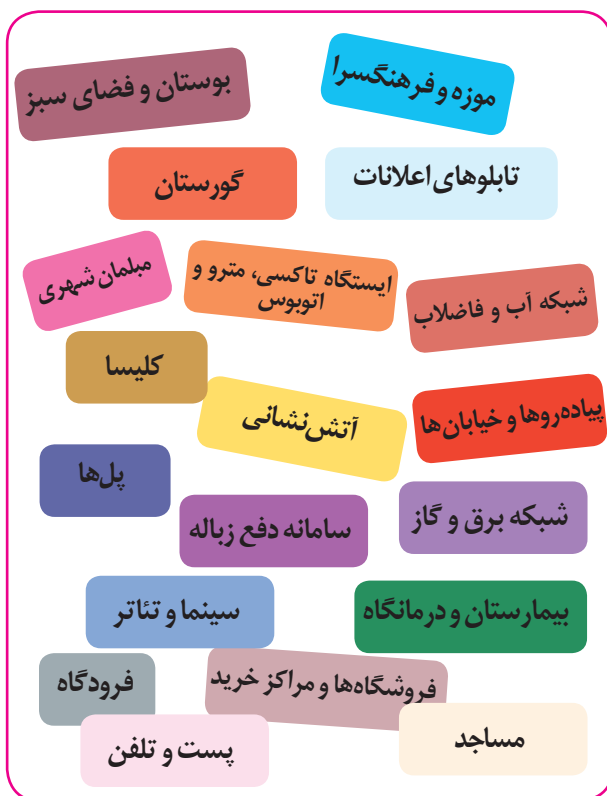 موزه و فرهنگسرا
بوستان و فضای سبز
تابلوهای اعلانات
گورستان
شبکه آب و فاضلاب
ایستگاه تاکسی، مترو و
اتوبوس
مبلمان شهری
کلیسا
پیاده‌روها و خیابان‌ها
آتش‌نشانی
پل‌ها
شبکه برق و گاز
سامانه دفع زباله
بیمارستان و درمانگاه
سینما و تئاتر
فروشگاه‌ها و مراکز خرید
فرودگاه
مساجد
پست و تلفن